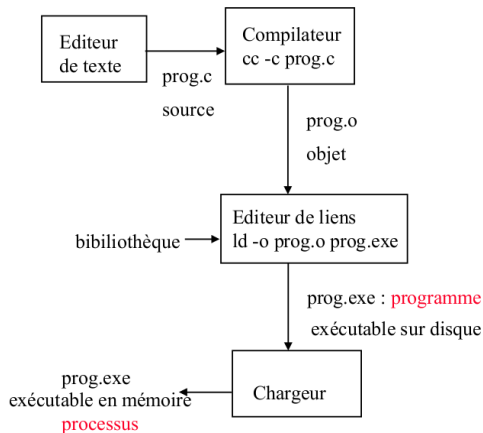 Editeur
de texte
prog.c
source
Compilateur
cc -c prog.c
prog.o
objet
bibiliothèque
Editeur de liens
ld -o prog.o prog.exe
prog.exe : programme
exécutable sur disque
Chargeur
prog.exe
exécutable en mémoire
processus